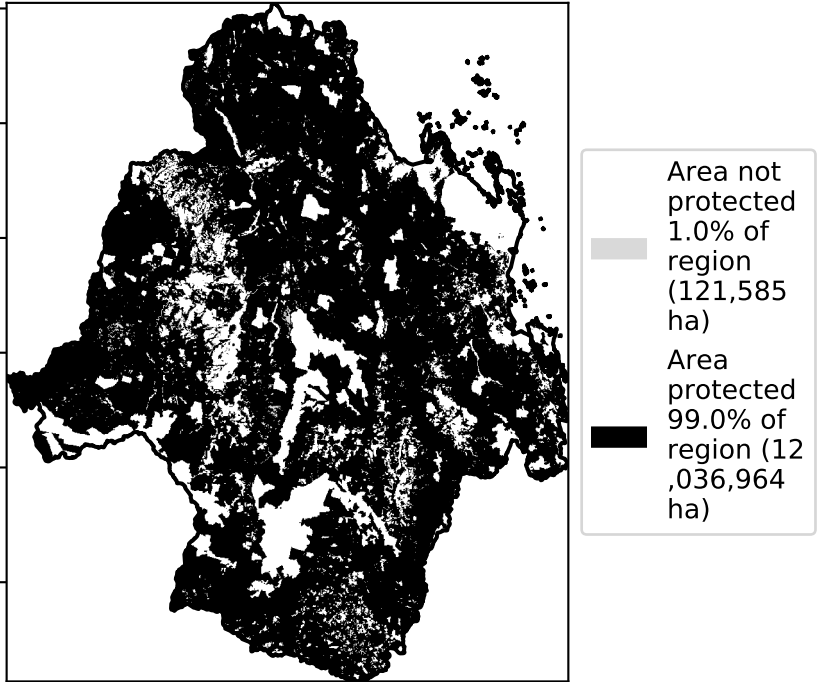 Area not
protected
1.0% of
region
(121,585
ha)
Area
protected
99.0% of
region (12
,036,964
ha)